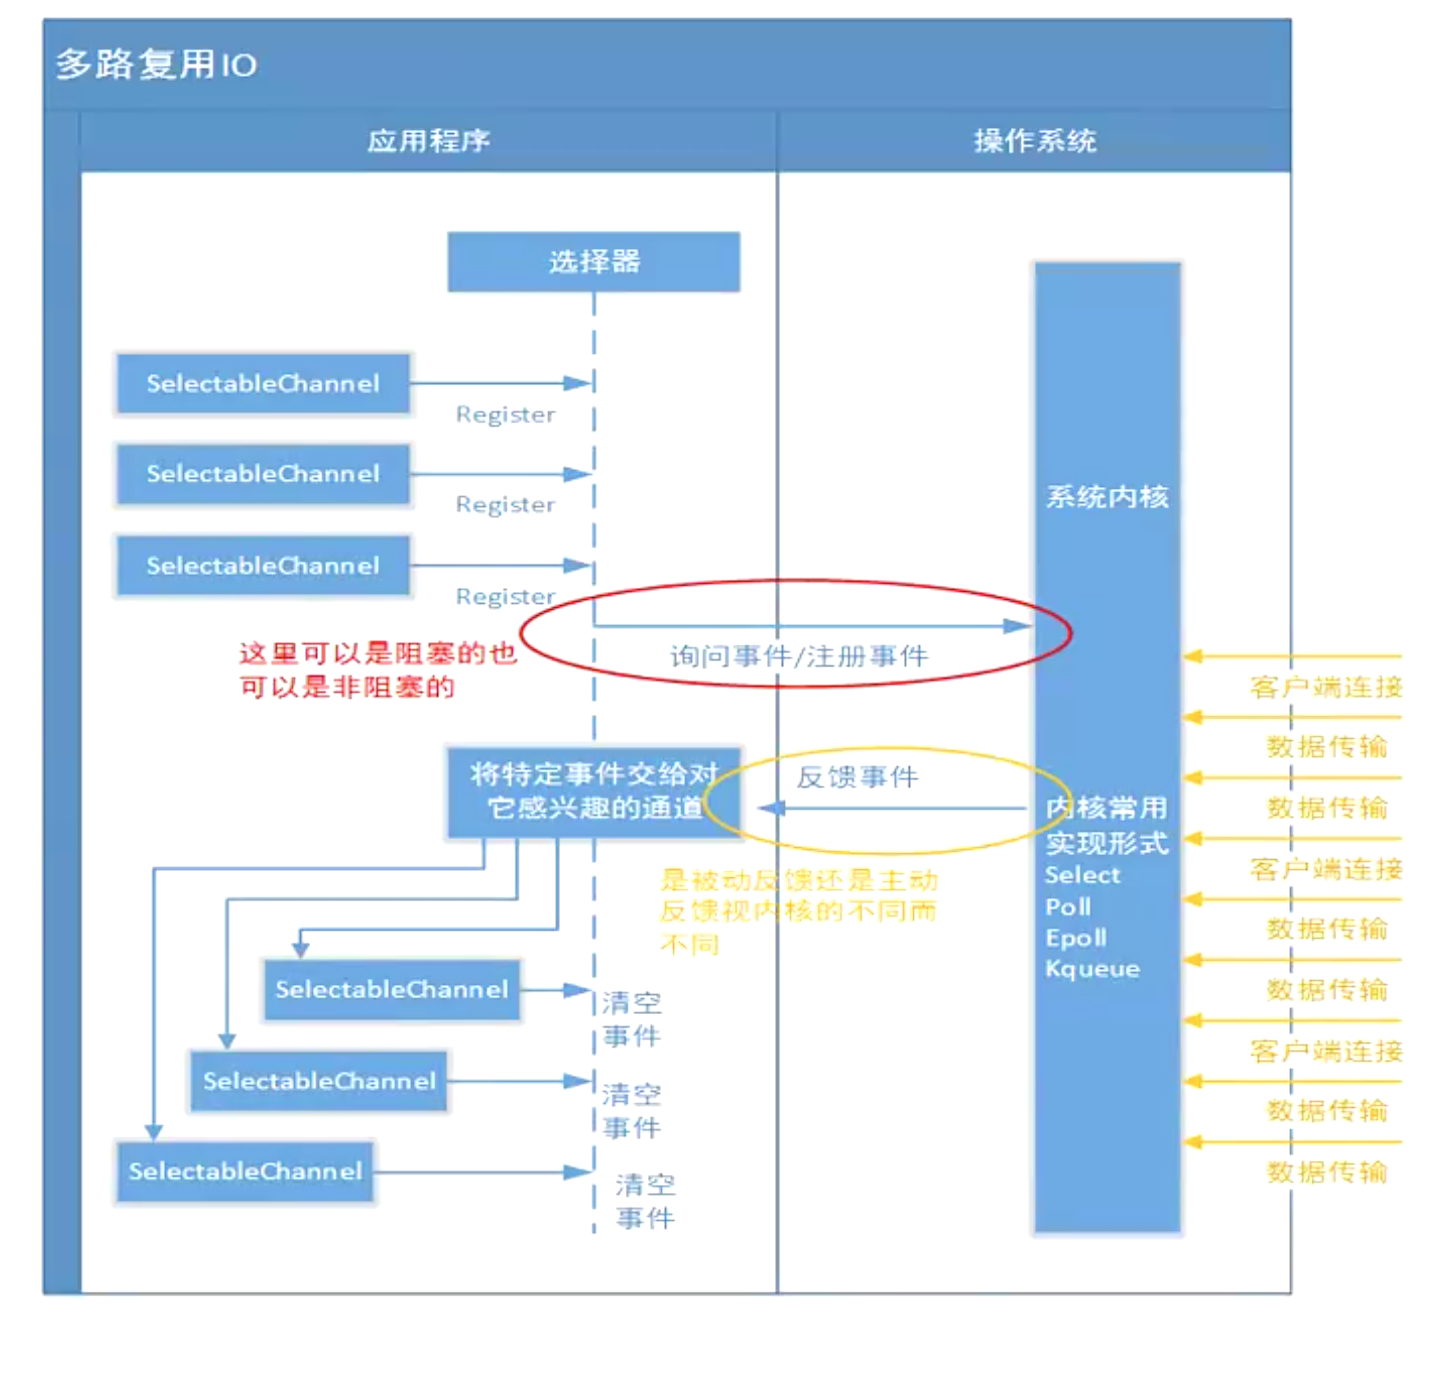 多路复用IO
应用程序
操作系统
选择器
SelectableChannel
Register
SelectableChannel
Register
SelectableChannel
Register
这里可以是阻塞的也
可以是非阻塞的
询问事件/注册事件
将特定事件交给对
它感兴趣的通道
反馈事件
是被动反馈还是主动
反馈视内核的不同而
不同
SelectableChannel
清空
事件
SelectableChannel
清空
事件
SelectableChannel
清空
事件
系统内核
内核常用
实现形式
Select
Poll
Epoll
Kqueue
客户端连接
数据传输
数据传输
客户端连接
数据传输
数据传输
客户端连接
数据传输
数据传输